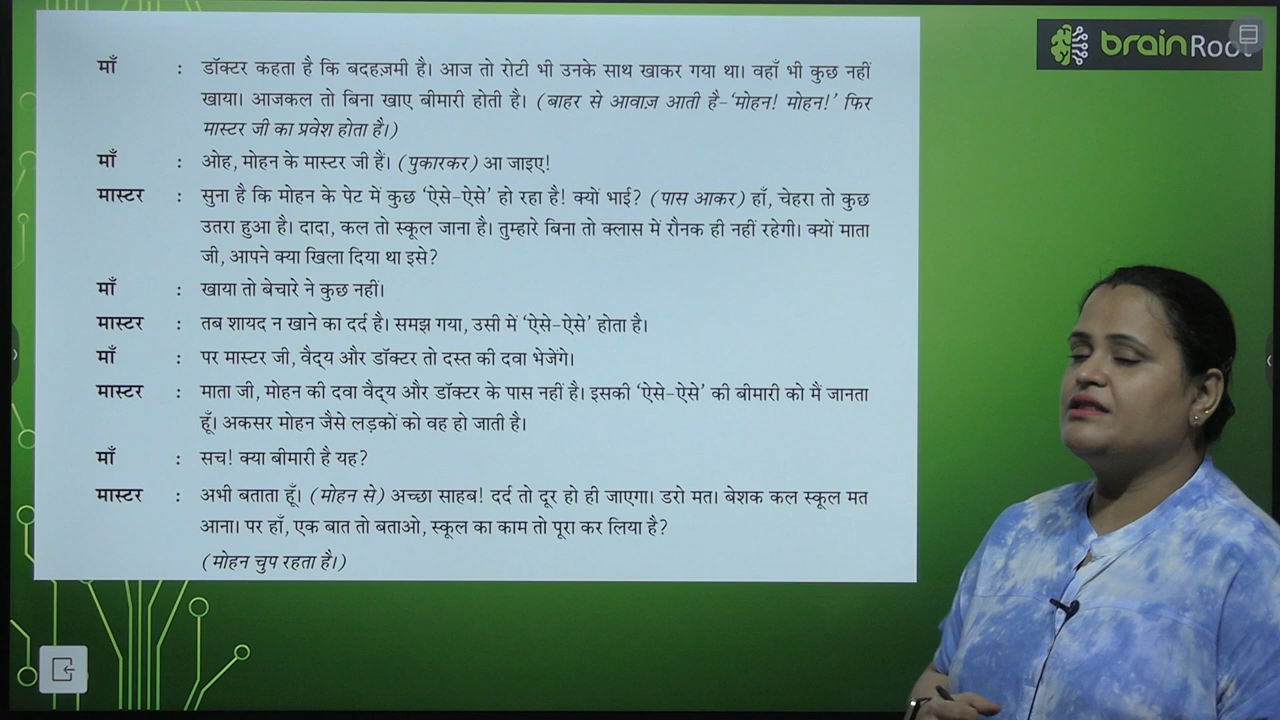 brainRoot
माँ : डॉक्टर कहता है कि बदहज़मी है। आज तो रोटी भी उनके साथ खाकर गया था। वहाँ भी कुछ नहीं
खाया। आजकल तो बिना खाए बीमारी होती है। (बाहर से आवाज़ आती है-‘मोहन! मोहन!’ फिर
मास्टर जी का प्रवेश होता है।)
माँ : ओह, मोहन के मास्टर जी हैं। (पुकारकर) आ जाइए!
मास्टर : सुना है कि मोहन के पेट में कुछ ‘ऐसे-ऐसे’ हो रहा है! क्यों भाई? (पास आकर) हाँ, चेहरा तो कुछ
उतरा हुआ है। दादा, कल तो स्कूल जाना है। तुम्हारे बिना तो क्लास में रौनक ही नहीं रहेगी। क्यों माता
जी, आपने क्या खिला दिया था इसे?
माँ : खाया तो बेचारे ने कुछ नहीं।
मास्टर : तब शायद न खाने का दर्द है। समझ गया, उसी में ‘ऐसे-ऐसे’ होता है।
माँ : पर मास्टर जी, वैद्य और डॉक्टर तो दस्त की दवा भेजेंगे।
मास्टर : माता जी, मोहन की दवा वैद्य और डॉक्टर के पास नहीं है। इसकी ‘ऐसे-ऐसे’ की बीमारी को मैं जानता
हूँ। अकसर मोहन जैसे लड़कों को वह हो जाती है।
माँ : सच! क्या बीमारी है यह?
मास्टर : अभी बताता हूँ। (मोहन से) अच्छा साहब! दर्द तो दूर हो ही जाएगा। डरो मत। बेशक कल स्कूल मत
आना। पर हाँ, एक बात तो बताओ, स्कूल का काम तो पूरा कर लिया है?
(मोहन चुप रहता है।)